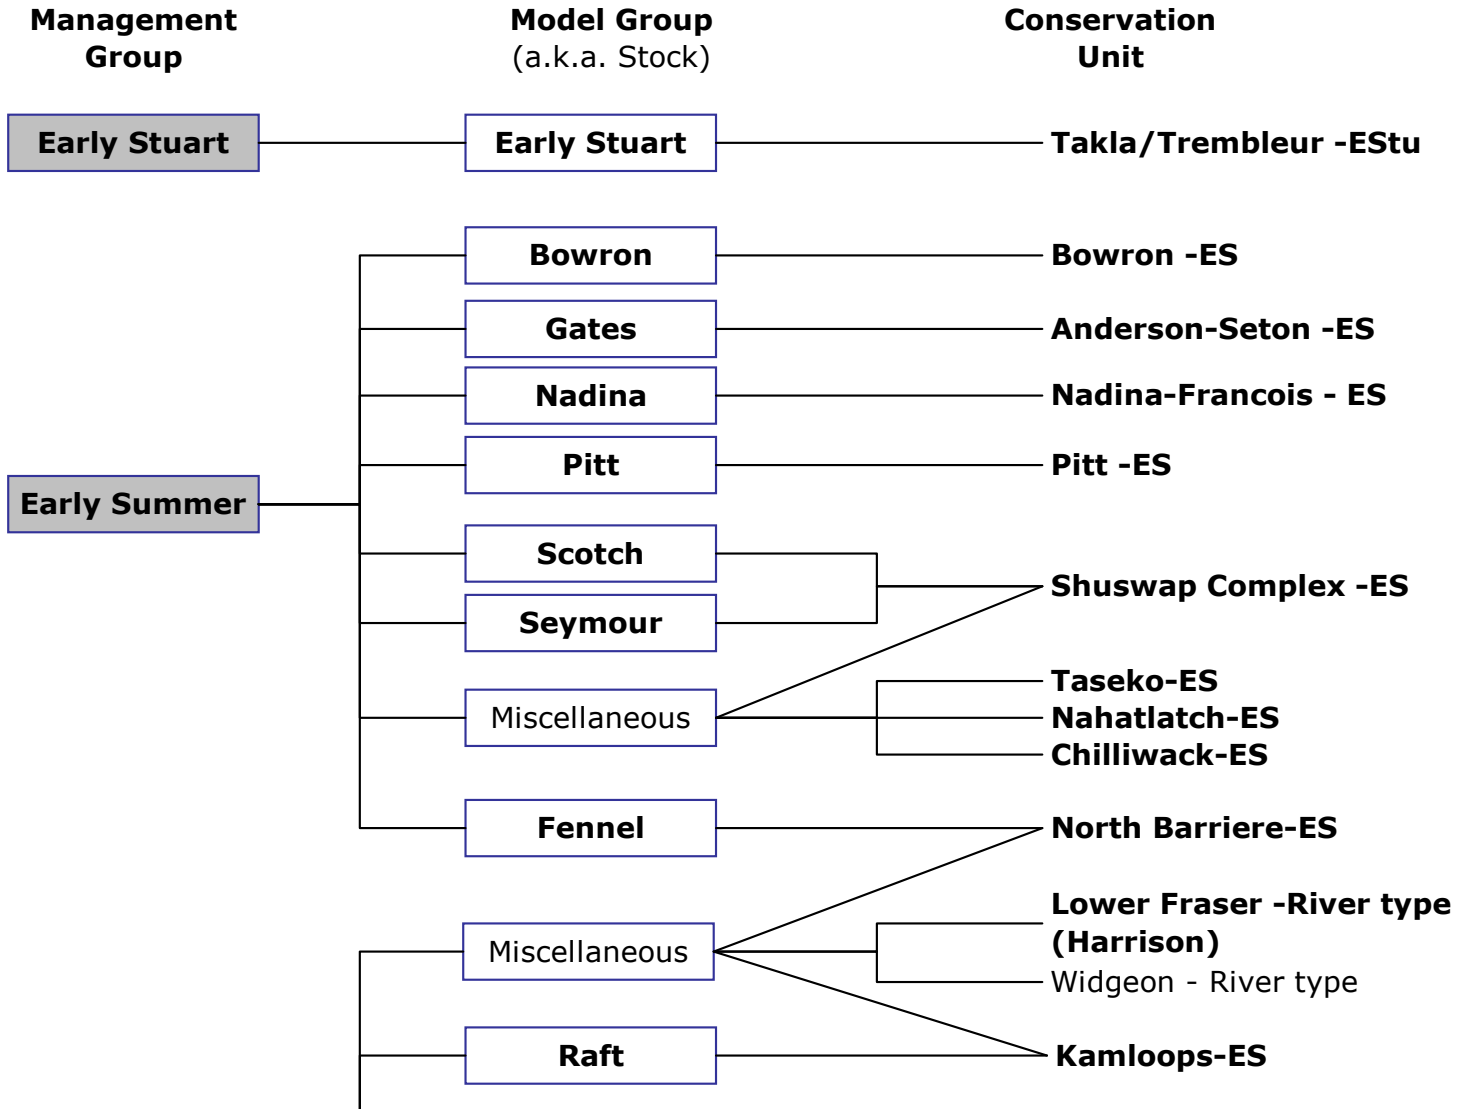 Management Group
Model Group
(a.k.a. Stock)
Conservation Unit
Early Stuart
Early Stuart
Takla/Trembleur -EStu
Bowron
Bowron -ES
Gates
Anderson-Seton -ES
Nadina
Nadina-Francois - ES
Pitt
Pitt -ES
Early Summer
Scotch
Shuswap Complex -ES
Seymour
Taseko-ES
Miscellaneous
Nahatlatch-ES
Chilliwack-ES
Fennel
North Barriere-ES
Lower Fraser -River type
(Harrison)
Miscellaneous
Widgeon - River type
Raft
Kamloops-ES